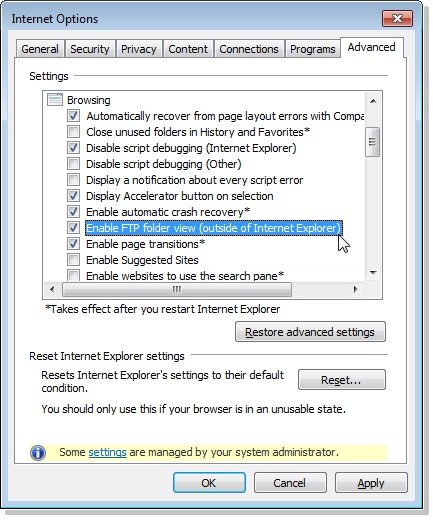 Internet Options
General Security Privacy Content Connections Programs Advanced
Settings
Browsing
Automatically recover from page layout errors with Compa
Close unused folders in History and Favorites*
Disable script debugging (Internet Explorer)
Disable script debugging (Other)
Display a notification about every script error
Display Accelerator button on selection
Enable automatic crash recovery*
Enable FTP folder view (outside of Internet Explorer)
Enable page transitions*
Enable Suggested Sites
Enable websites to use the search pane*
*Takes effect after you restart Internet Explorer
Restore advanced settings
Reset Internet Explorer settings
Resets Internet Explorer's settings to their default
condition.
Reset...
You should only use this if your browser is in an unusable state.
Some settings are managed by your system administrator.
OK Cancel Apply